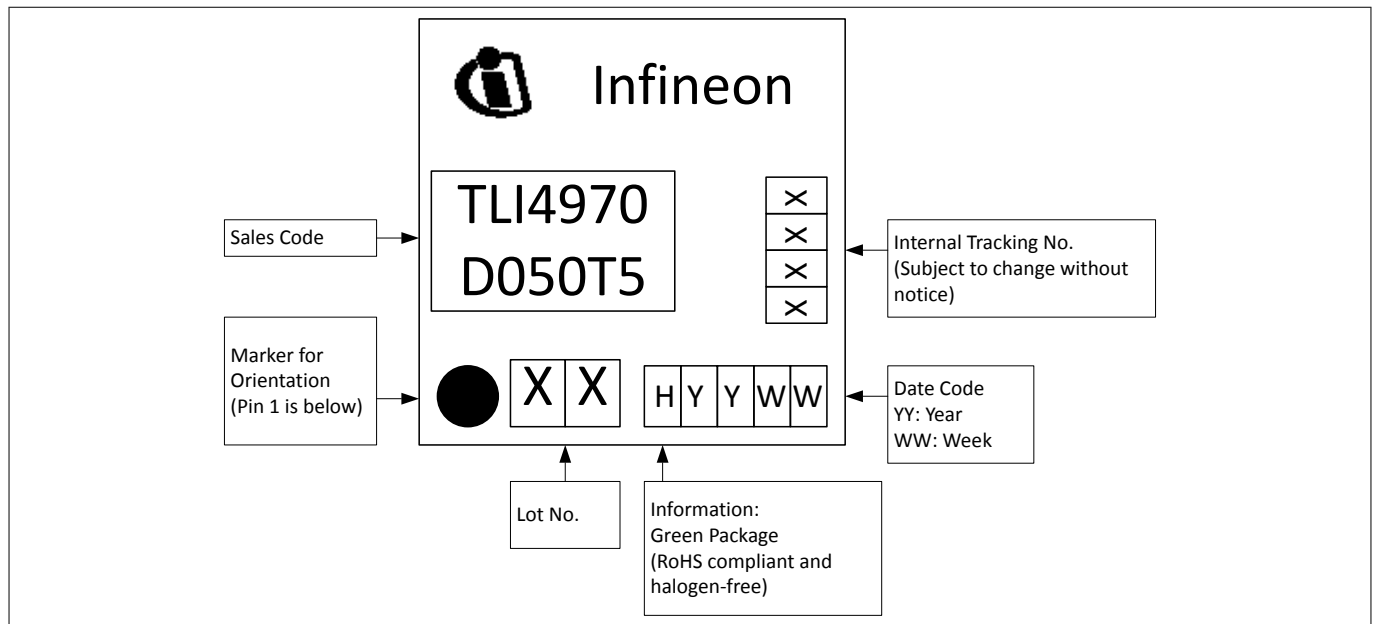 Infineon
TLI4970
D050T5
X
X
X
X
Sales Code
Internal Tracking No.
(Subject to change without
notice)
Marker for
Orientation
(Pin 1 is below)
X X
H Y Y W W
Date Code
YY: Year
WW: Week
Lot No.
Information:
Green Package
(RoHS compliant and
halogen-free)